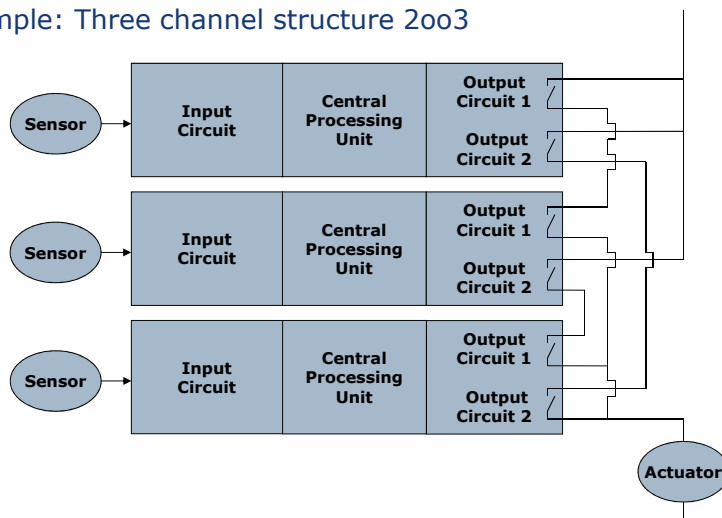 mple: Three channel structure 2oo3
Sensor
Input
Circuit
Central
Processing
Unit
Output
Circuit 1
Output
Circuit 2
Sensor
Input
Circuit
Central
Processing
Unit
Output
Circuit 1
Output
Circuit 2
Sensor
Input
Circuit
Central
Processing
Unit
Output
Circuit 1
Output
Circuit 2
Actuator